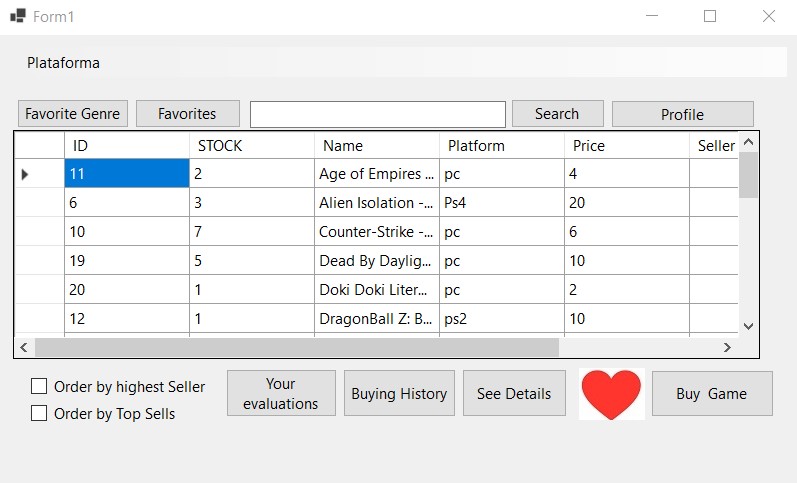 Form1
Plataforma
Favorite Genre Favorites Search Profile
ID STOCK Name Platform Price Seller
11 2 Age of Empires ... pc 4
6 3 Alien Isolation -... Ps4 20
10 7 Counter-Strike -... pc 6
19 5 Dead By Daylig... pc 10
20 1 Doki Doki Liter... pc 2
12 1 DragonBall Z: B... ps2 10
Order by highest Seller
Order by Top Sells
Your
evaluations
Buying History
See Details
Buy Game